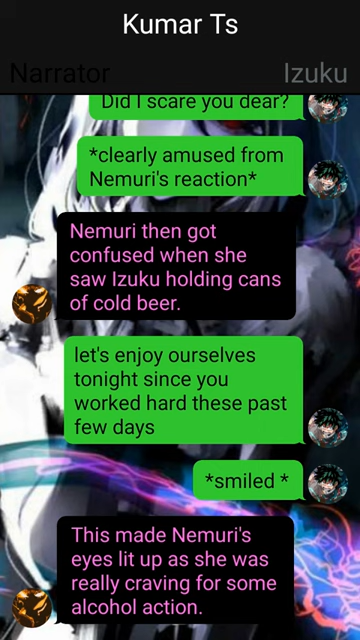 Kumar Ts
Narrator
Izuku
Did I scare you dear?
*clearly amused from
Nemuri's reaction*
Nemuri then got
confused when she
saw Izuku holding cans
of cold beer.
let's enjoy ourselves
tonight since you
worked hard these past
few days
*smiled *
This made Nemuri's
eyes lit up as she was
really craving for some
alcohol action.